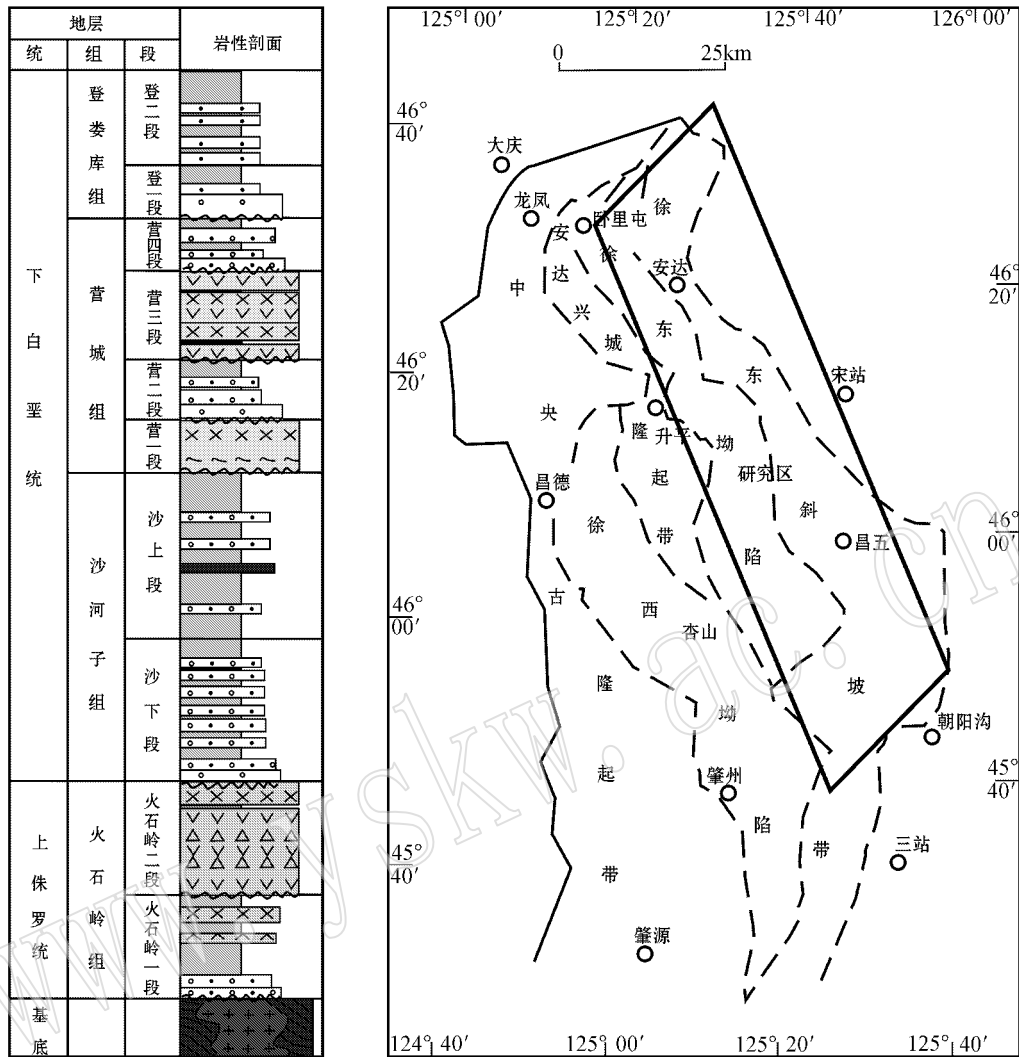 地层
岩性剖面
统
组
段
下白垩统
登娄库组
登二段
登一段
营城组
营四段
营三段
营二段
营一段
沙河子组
沙上段
沙下段
上侏罗统
火石岭组
火石岭二段
火石岭一段
基底
125°00′
125°20′
125°40′
126°00′
0
25km
46°
40′
大庆
龙凤
卧里屯
徐
安
徐
达
安达
46°
20′
中
兴
东
城
东
宋站
46°
20′
央
隆
升平
坳
昌德
起
研究区
徐
带
斜
46°
00′
陷
昌五
古
西
46°
00′
杏山
隆
坡
坳
朝阳沟
起
肇州
45°
40′
陷
带
三站
45°
40′
带
肇源
124°40′
125°00′
125°20′
125°40′
www.yskw.ac.cn